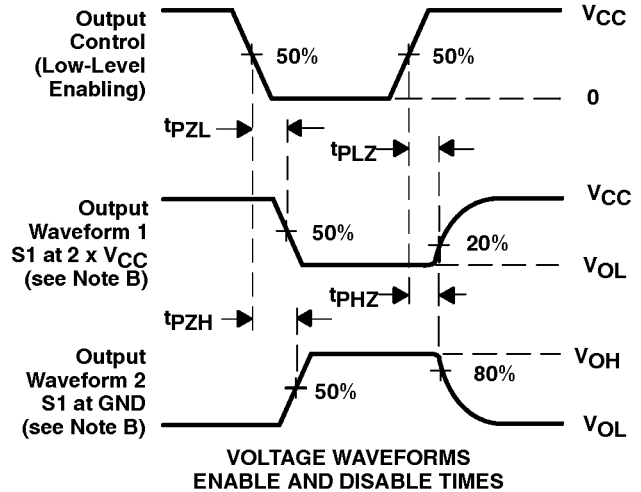 Output
Control
(Low-Level
Enabling)
50%
50%
VCC
0
tPZL
tPLZ
Output
Waveform 1
S1 at 2 x VCC
(see Note B)
50%
20%
VCC
VOL
tPZH
tPHZ
Output
Waveform 2
S1 at GND
(see Note B)
50%
80%
VOH
VOL
VOLTAGE WAVEFORMS
ENABLE AND DISABLE TIMES